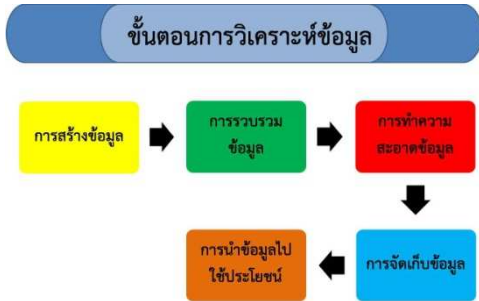 ขั้นตอนการวิเคราะห์ข้อมูล
การสร้างข้อมูล
การรวบรวม
ข้อมูล
การทำความ
สะอาดข้อมูล
การจัดเก็บข้อมูล
การนำข้อมูลไป
ใช้ประโยชน์